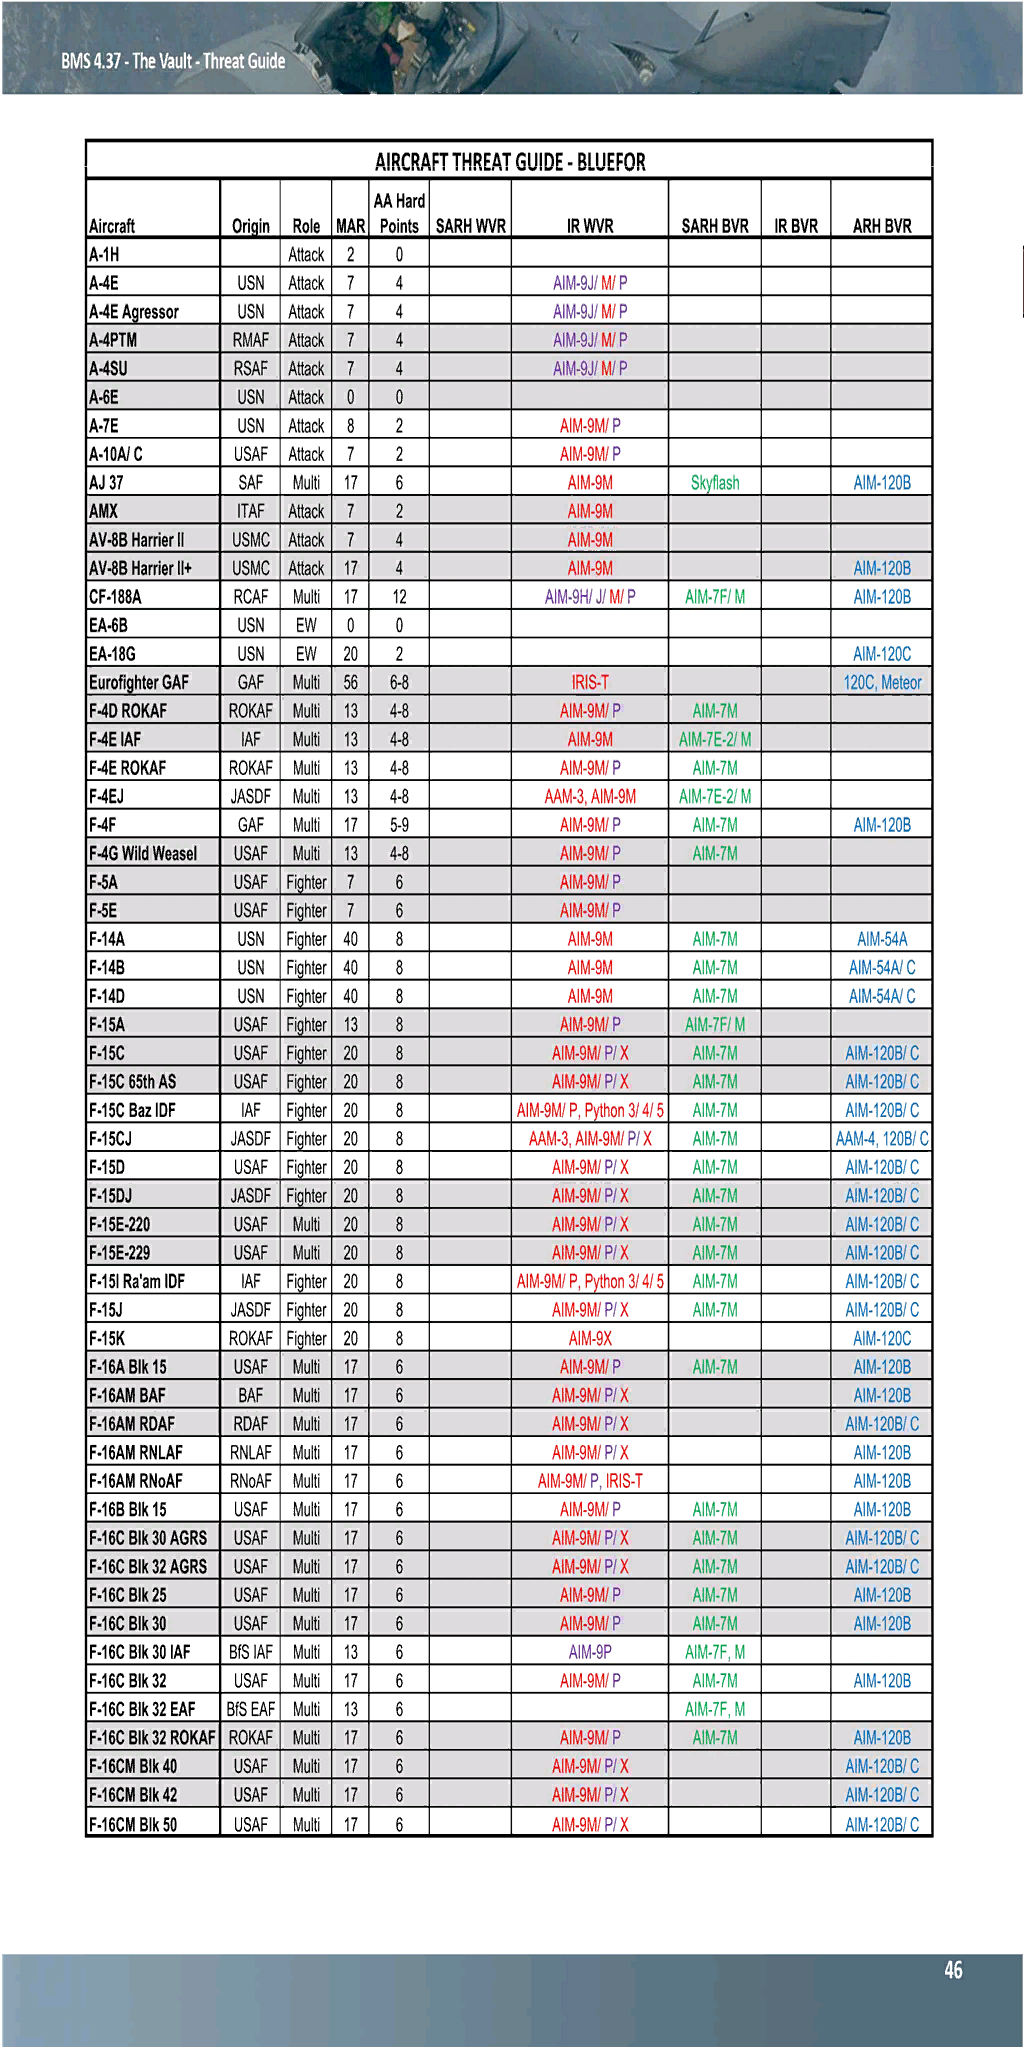 BMS 4.37 - The Vault - Threat Guide
AIRCRAFT THREAT GUIDE - BLUEFOR
Aircraft Origin Role MAR AA Hard Points SARH WVR IR WVR SARH BVR IR BVR ARH BVR
A-1H Attack 2 0
A-4E USN Attack 7 4 AIM-9J/ M/ P
A-4E Agressor USN Attack 7 4 AIM-9J/ M/ P
A-4PTM RMAF Attack 7 4 AIM-9J/ M/ P
A-4SU RSAF Attack 7 4 AIM-9J/ M/ P
A-6E USN Attack 0 0
A-7E USN Attack 8 2 AIM-9M/ P
A-10A/ C USAF Attack 7 2 AIM-9M/ P
AJ 37 SAF Multi 17 6 AIM-9M Skyflash AIM-120B
AMX ITAF Attack 7 2 AIM-9M
AV-8B Harrier II USMC Attack 7 4 AIM-9M
AV-8B Harrier II+ USMC Attack 17 4 AIM-9M AIM-120B
CF-188A RCAF Multi 17 12 AIM-9H/ J/ M/ P AIM-7F/ M AIM-120B
EA-6B USN EW 0 0
EA-18G USN EW 20 2 AIM-120C
Eurofighter GAF GAF Multi 56 6-8 IRIS-T 120C, Meteor
F-4D ROKAF ROKAF Multi 13 4-8 AIM-9M/ P AIM-7M
F-4E IAF IAF Multi 13 4-8 AIM-9M AIM-7E-2/ M
F-4E ROKAF ROKAF Multi 13 4-8 AIM-9M/ P AIM-7M
F-4EJ JASDF Multi 13 4-8 AAM-3, AIM-9M AIM-7E-2/ M
F-4F GAF Multi 17 5-9 AIM-9M/ P AIM-7M AIM-120B
F-4G Wild Weasel USAF Multi 13 4-8 AIM-9M/ P AIM-7M
F-5A USAF Fighter 7 6 AIM-9M/ P
F-5E USAF Fighter 7 6 AIM-9M/ P
F-14A USN Fighter 40 8 AIM-9M AIM-7M AIM-54A
F-14B USN Fighter 40 8 AIM-9M AIM-7M AIM-54A/ C
F-14D USN Fighter 40 8 AIM-9M AIM-7M AIM-54A/ C
F-15A USAF Fighter 13 8 AIM-9M/ P AIM-7F/ M
F-15C USAF Fighter 20 8 AIM-9M/ P/ X AIM-7M AIM-120B/ C
F-15C 65th AS USAF Fighter 20 8 AIM-9M/ P/ X AIM-7M AIM-120B/ C
F-15C Baz IDF IAF Fighter 20 8 AIM-9M/ P, Python 3/ 4/ 5 AIM-7M AIM-120B/ C
F-15CJ JASDF Fighter 20 8 AAM-3, AIM-9M/ P/ X AIM-7M AAM-4, 120B/ C
F-15D USAF Fighter 20 8 AIM-9M/ P/ X AIM-7M AIM-120B/ C
F-15DJ JASDF Fighter 20 8 AIM-9M/ P/ X AIM-7M AIM-120B/ C
F-15E-220 USAF Multi 20 8 AIM-9M/ P/ X AIM-7M AIM-120B/ C
F-15E-229 USAF Multi 20 8 AIM-9M/ P/ X AIM-7M AIM-120B/ C
F-15I Ra'am IDF IAF Fighter 20 8 AIM-9M/ P, Python 3/ 4/ 5 AIM-7M AIM-120B/ C
F-15J JASDF Fighter 20 8 AIM-9M/ P/ X AIM-7M AIM-120B/ C
F-15K ROKAF Fighter 20 8 AIM-9X AIM-120C
F-16A Blk 15 USAF Multi 17 6 AIM-9M/ P AIM-7M AIM-120B
F-16AM BAF BAF Multi 17 6 AIM-9M/ P/ X AIM-120B
F-16AM RDAF RDAF Multi 17 6 AIM-9M/ P/ X AIM-120B/ C
F-16AM RNLAF RNLAF Multi 17 6 AIM-9M/ P/ X AIM-120B
F-16AM RNoAF RNoAF Multi 17 6 AIM-9M/ P, IRIS-T AIM-120B
F-16B Blk 15 USAF Multi 17 6 AIM-9M/ P AIM-7M AIM-120B
F-16C Blk 30 AGRS USAF Multi 17 6 AIM-9M/ P/ X AIM-7M AIM-120B/ C
F-16C Blk 32 AGRS USAF Multi 17 6 AIM-9M/ P/ X AIM-7M AIM-120B/ C
F-16C Blk 25 USAF Multi 17 6 AIM-9M/ P AIM-7M AIM-120B
F-16C Blk 30 USAF Multi 17 6 AIM-9M/ P AIM-7M AIM-120B
F-16C Blk 30 IAF BfS IAF Multi 13 6 AIM-9P AIM-7F, M
F-16C Blk 32 USAF Multi 17 6 AIM-9M/ P AIM-7M AIM-120B
F-16C Blk 32 EAF BfS EAF Multi 13 6 AIM-7F, M
F-16C Blk 32 ROKAF ROKAF Multi 17 6 AIM-9M/ P AIM-7M AIM-120B
F-16CM Blk 40 USAF Multi 17 6 AIM-9M/ P/ X AIM-120B/ C
F-16CM Blk 42 USAF Multi 17 6 AIM-9M/ P/ X AIM-120B/ C
F-16CM Blk 50 USAF Multi 17 6 AIM-9M/ P/ X AIM-120B/ C
46